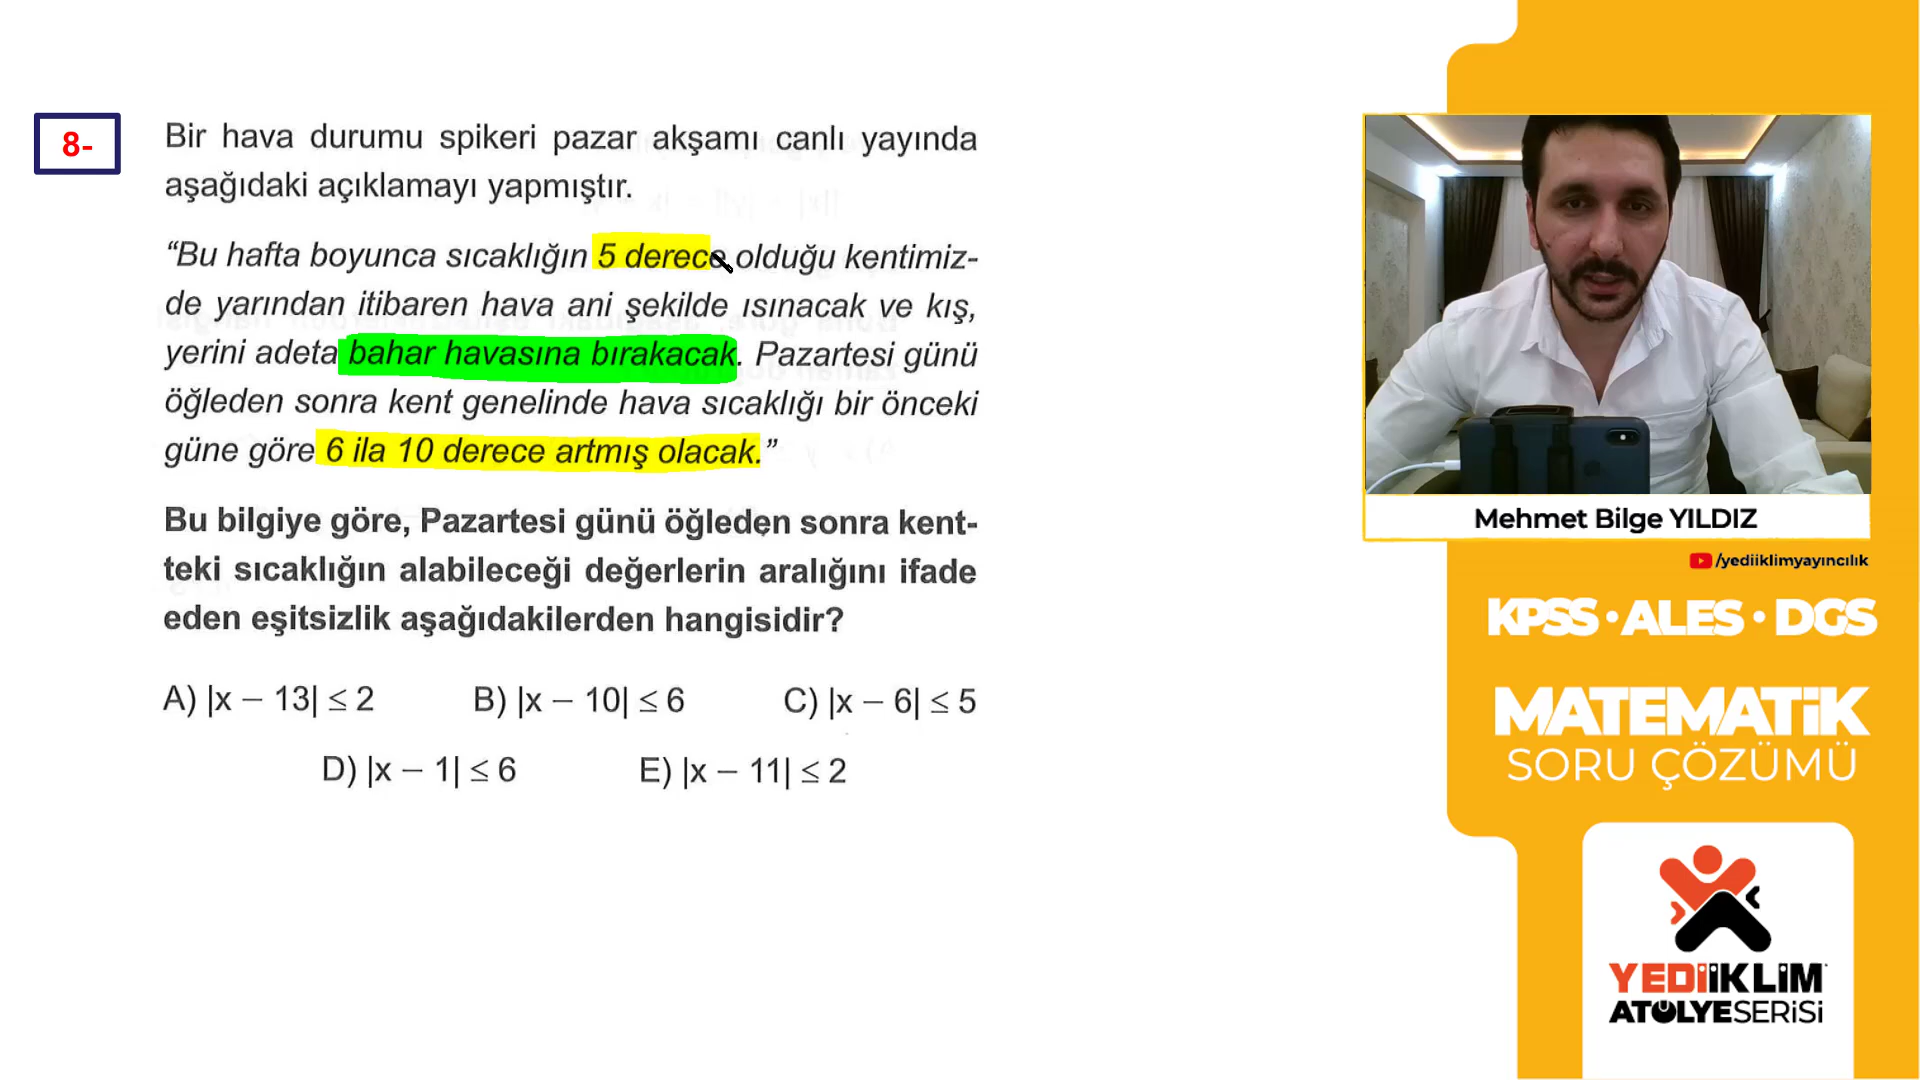 8-
Bir hava durumu spikeri pazar akşamı canlı yayında
aşağıdaki açıklamayı yapmıştır.
“Bu hafta boyunca sıcaklığın 5 derece olduğu kentimiz-
de yarından itibaren hava ani şekilde ısınacak ve kış,
yerini adeta bahar havasına bırakacak. Pazartesi günü
öğleden sonra kent genelinde hava sıcaklığı bir önceki
güne göre 6 ila 10 derece artmış olacak.”
Bu bilgiye göre, Pazartesi günü öğleden sonra kent-
teki sıcaklığın alabileceği değerlerin aralığını ifade
eden eşitsizlik aşağıdakilerden hangisidir?
A) |x – 13| ≤ 2 B) |x – 10| ≤ 6 C) |x – 6| ≤ 5
D) |x – 1| ≤ 6 E) |x – 11| ≤ 2
Mehmet Bilge YILDIZ
/yediiklimyayıncılık
KPSS • ALES • DGS
MATEMATİK
SORU ÇÖZÜMÜ
YEDİİKLİM
ATÖLYESERİSİ